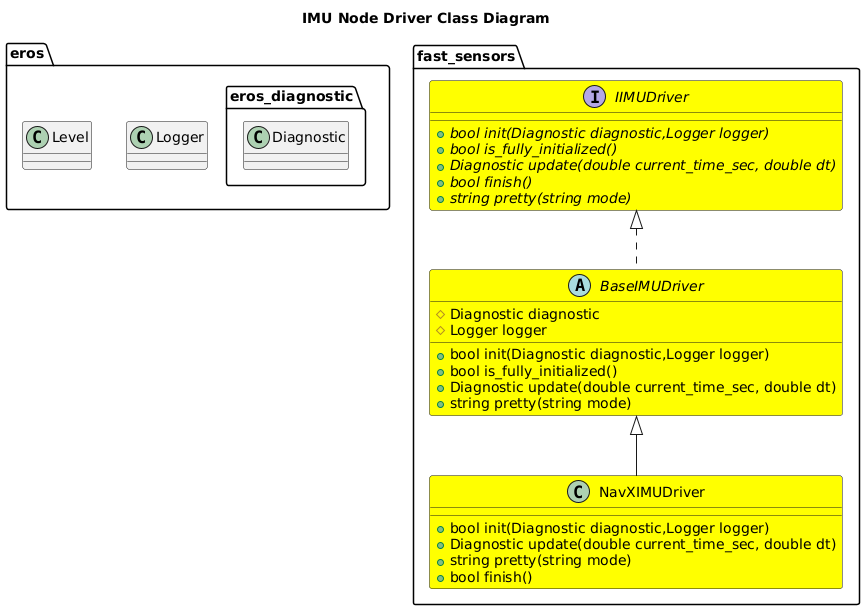 IMU Node Driver Class Diagram
eros
C Level
C Logger
eros_diagnostic
C Diagnostic
fast_sensors
I IIMUDriver
bool init(Diagnostic diagnostic,Logger logger)
bool is_fully_initialized()
Diagnostic update(double current_time_sec, double dt)
bool finish()
string pretty(string mode)
A BaseIMUDriver
Diagnostic diagnostic
Logger logger
bool init(Diagnostic diagnostic,Logger logger)
bool is_fully_initialized()
Diagnostic update(double current_time_sec, double dt)
string pretty(string mode)
C NavXIMUDriver
bool init(Diagnostic diagnostic,Logger logger)
Diagnostic update(double current_time_sec, double dt)
string pretty(string mode)
bool finish()